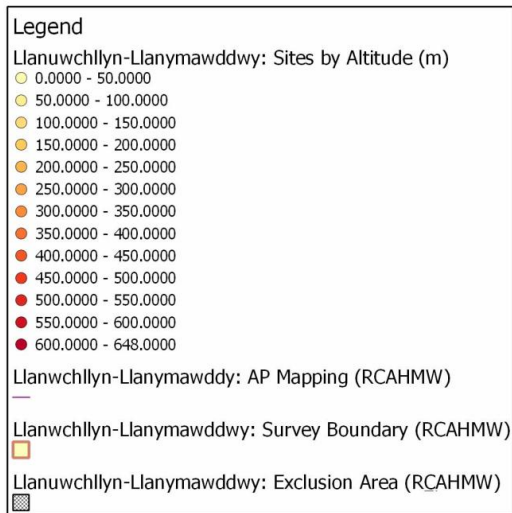 Legend
Llanuwchllyn-Llanymawddwy: Sites by Altitude (m)
0.0000 - 50.0000
50.0000 - 100.0000
100.0000 - 150.0000
150.0000 - 200.0000
200.0000 - 250.0000
250.0000 - 300.0000
300.0000 - 350.0000
350.0000 - 400.0000
400.0000 - 450.0000
450.0000 - 500.0000
500.0000 - 550.0000
550.0000 - 600.0000
600.0000 - 648.0000
Llanwchllyn-Llanymawddy: AP Mapping (RCAHMW)
Llanwchllyn-Llanymawddwy: Survey Boundary (RCAHMW)
Llanuwchllyn-Llanymawddwy: Exclusion Area (RCAHMW)